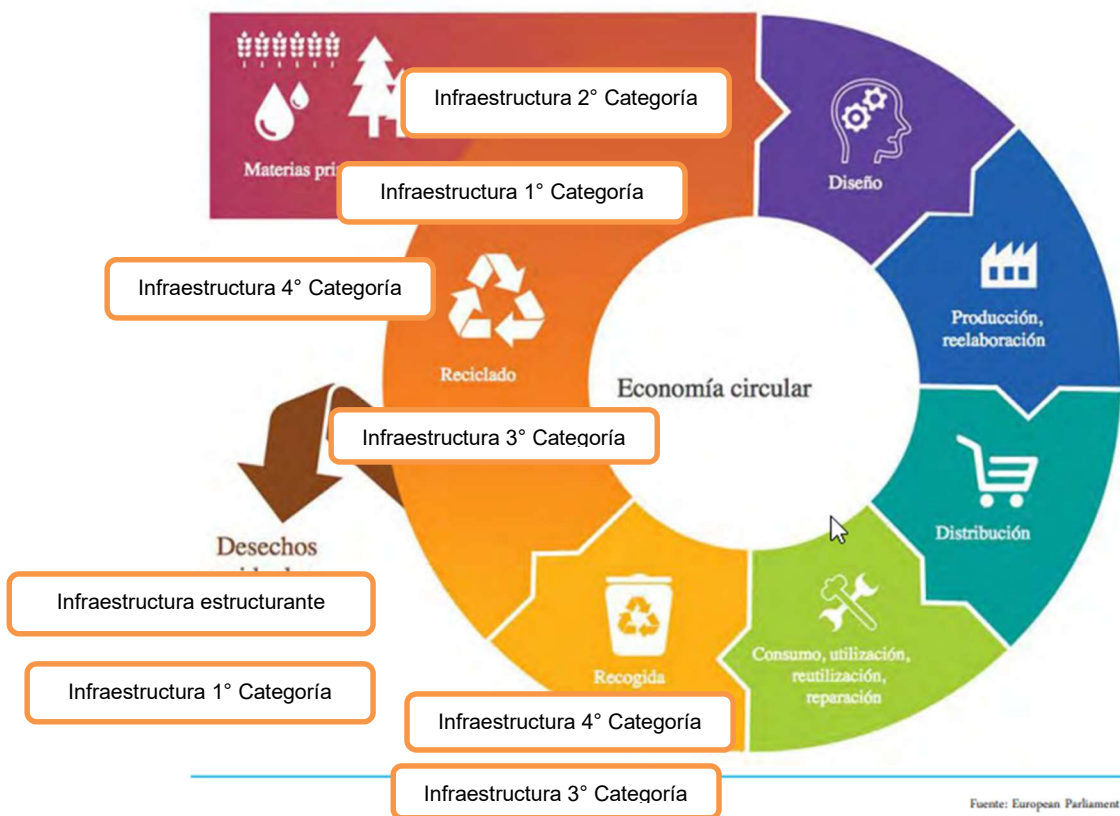 Infraestructura 2° Categoría
Materias
Infraestructura 1° Categoría
Diseño
Infraestructura 4° Categoría
Reciclado
Producción,
reelaboración
Economía circular
Infraestructura 3° Categoría
Distribución
Desechos
Infraestructura estructurante
Infraestructura 1° Categoría
Recogida
Consumo, utilización,
reutilización,
reparación
Infraestructura 4° Categoría
Infraestructura 3° Categoría
Fuente: European Parliament